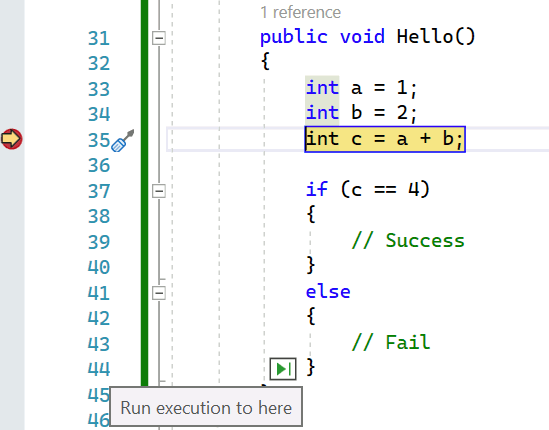 1 reference
31 public void Hello()
32 {
33 int a = 1;
34 int b = 2;
35 int c = a + b;
36
37 if (c == 4)
38 {
39 // Success
40 }
41 else
42 {
43 // Fail
44 }
45
Run execution to here
46